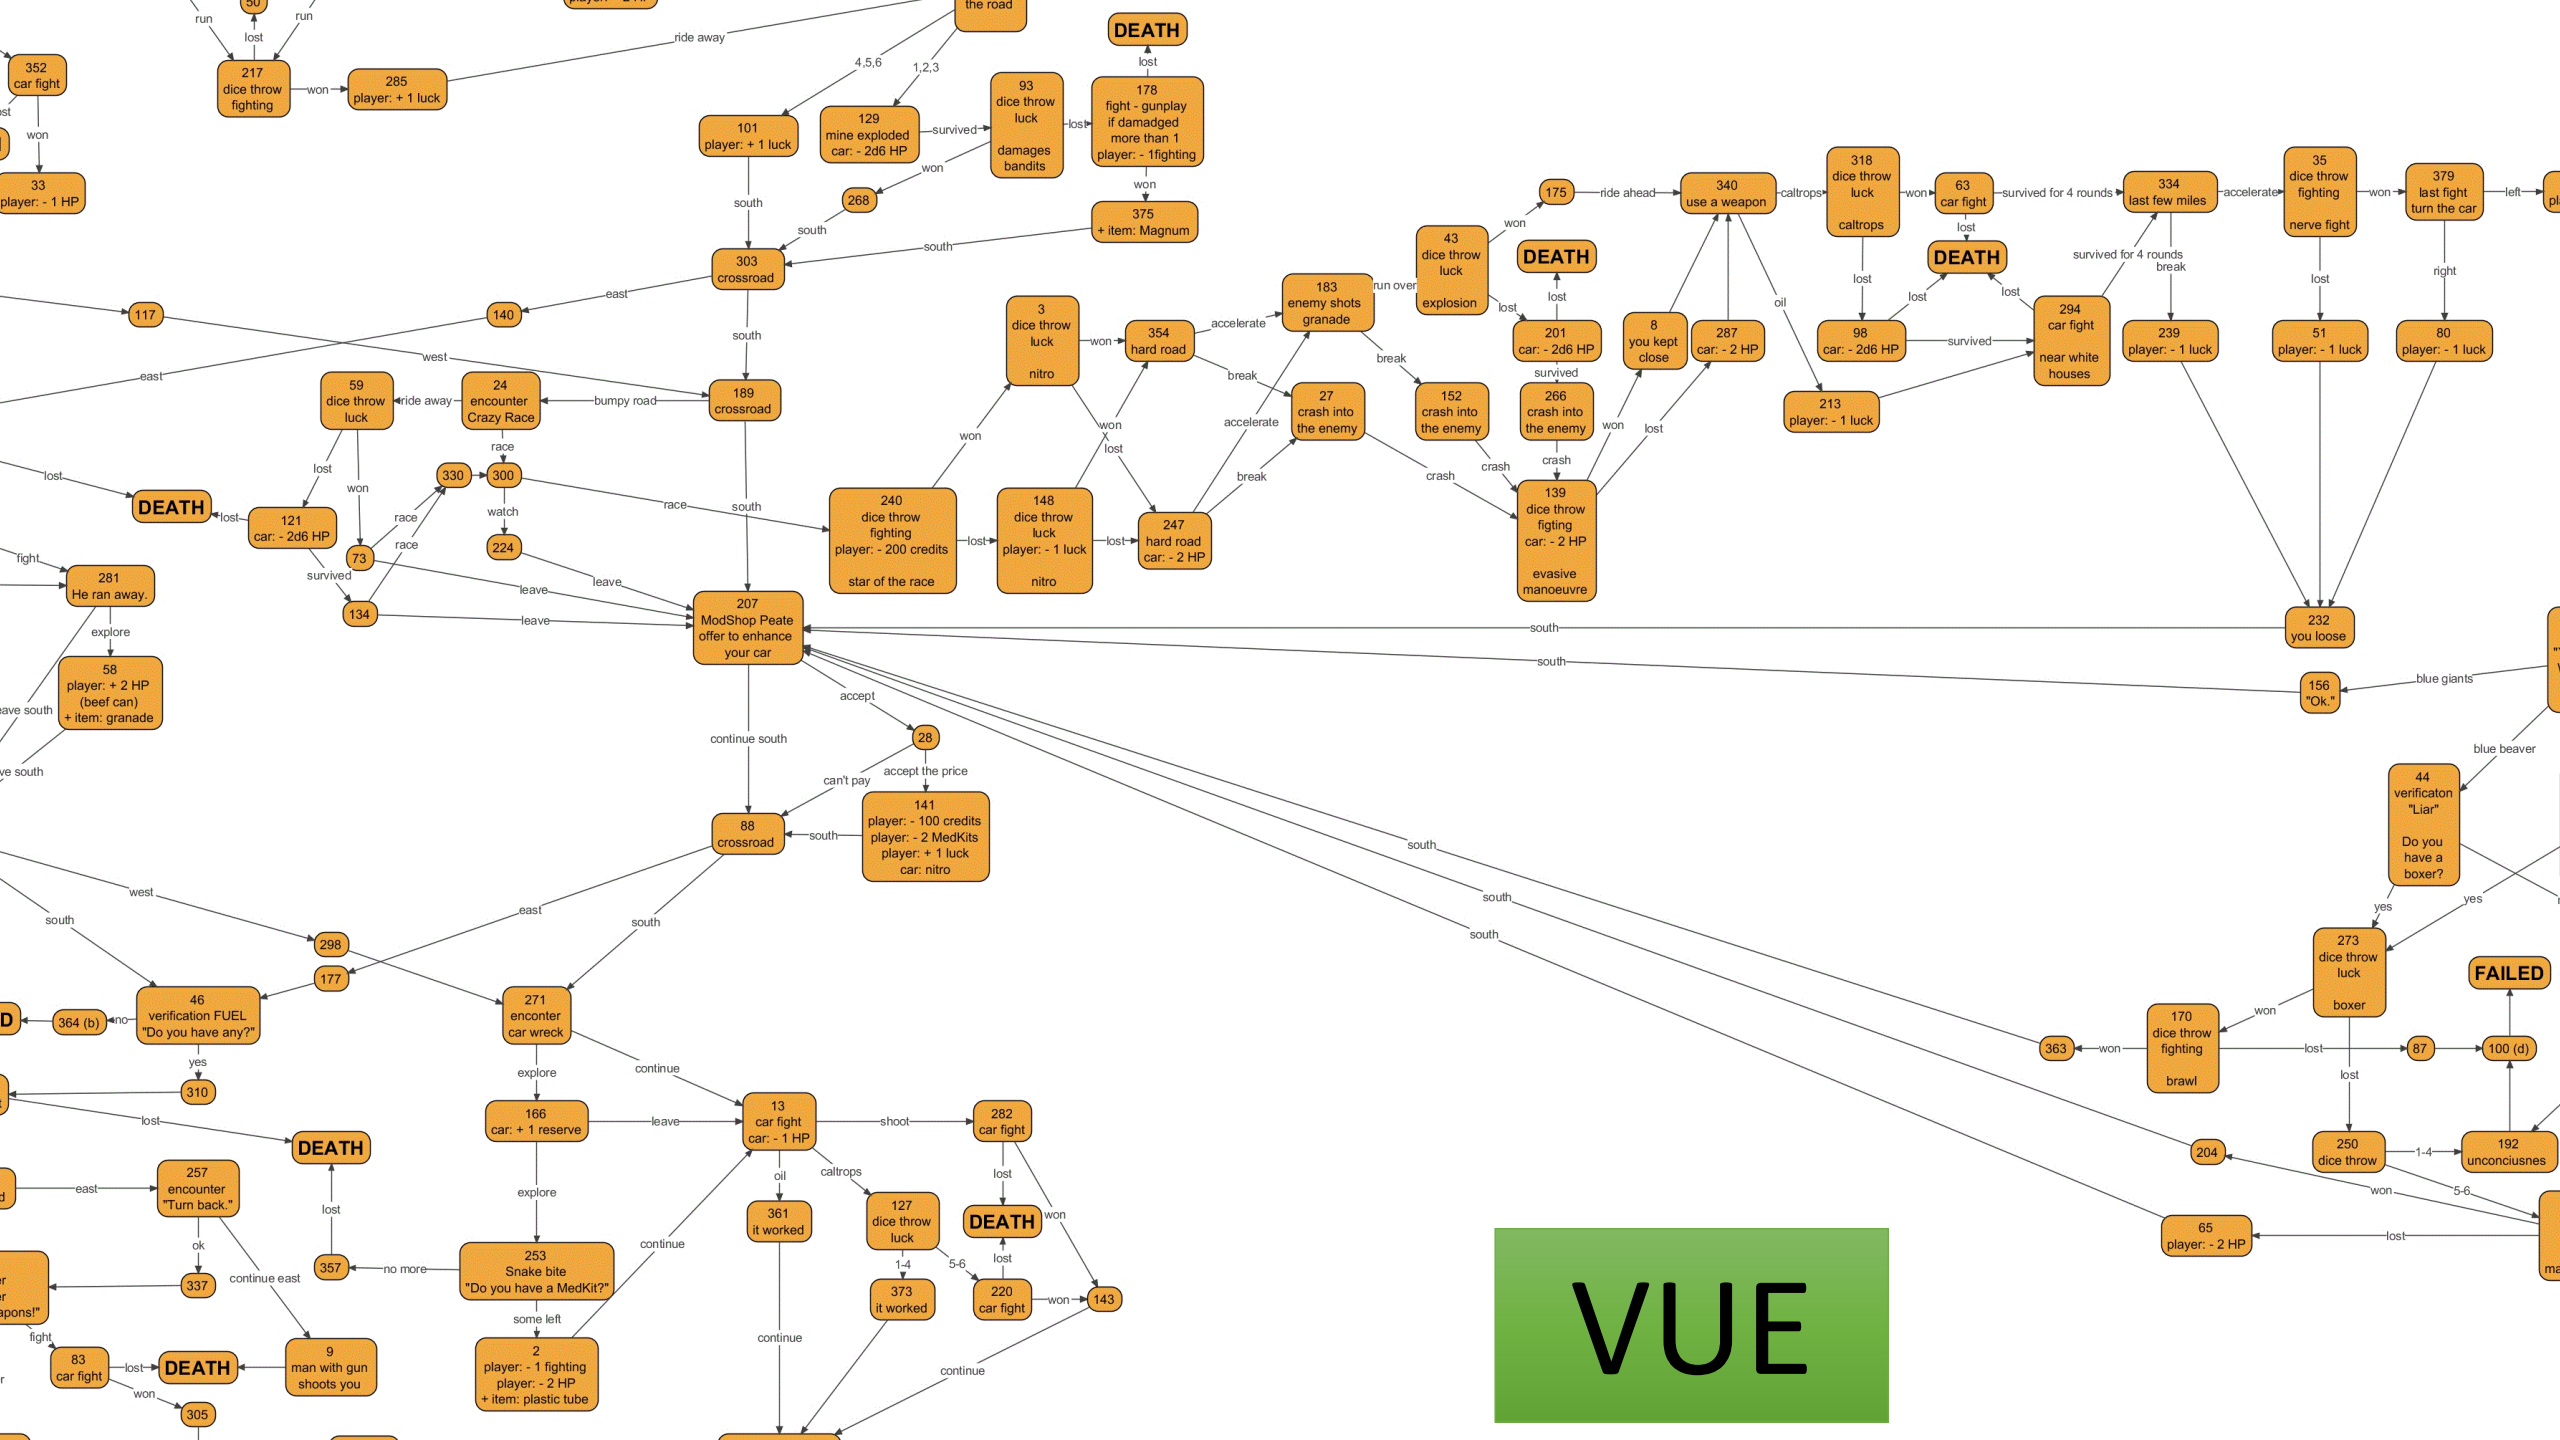 50
run
run
lost
player: - 2 HP
the road
ride away
DEATH
lost
352
car fight
won
33
player: - 1 HP
217
dice throw
fighting
won
285
player: + 1 luck
4,5,6
1,2,3
101
player: + 1 luck
129
mine exploded
car: - 2d6 HP
survived
93
dice throw
luck
damages
bandits
lost
178
fight - gunplay
if damadged
more than 1
player: - 1fighting
won
won
268
375
+ item: Magnum
south
south
south
303
crossroad
east
140
117
south
west
east
189
crossroad
bumpy road
24
encounter
Crazy Race
ride away
59
dice throw
luck
race
lost
won
330
300
race
south
watch
224
lost
DEATH
lost
121
car: - 2d6 HP
race
race
73
survived
134
leave
leave
leave
fight
281
He ran away.
explore
58
player: + 2 HP
(beef can)
+ item: granade
eave south
ve south
207
ModShop Peate
offer to enhance
your car
accept
continue south
28
can't pay
accept the price
141
player: - 100 credits
player: - 2 MedKits
player: + 1 luck
car: nitro
south
88
crossroad
east
south
240
dice throw
fighting
player: - 200 credits
star of the race
won
lost
3
dice throw
luck
nitro
won
lost
148
dice throw
luck
player: - 1 luck
nitro
won
lost
354
hard road
accelerate
break
247
hard road
car: - 2 HP
accelerate
break
183
enemy shots
granade
run over
break
27
crash into
the enemy
crash
152
crash into
the enemy
crash
43
dice throw
luck
explosion
won
lost
175
ride ahead
DEATH
lost
201
car: - 2d6 HP
survived
266
crash into
the enemy
crash
139
dice throw
figting
car: - 2 HP
evasive
manoeuvre
won
lost
8
you kept
close
287
car: - 2 HP
340
use a weapon
caltrops
oil
318
dice throw
luck
caltrops
won
lost
63
car fight
survived for 4 rounds
lost
DEATH
98
car: - 2d6 HP
lost
survived
213
player: - 1 luck
294
car fight
near white
houses
lost
survived for 4 rounds
334
last few miles
accelerate
break
239
player: - 1 luck
35
dice throw
fighting
nerve fight
won
lost
51
player: - 1 luck
379
last fight
turn the car
left
right
80
player: - 1 luck
232
you loose
south
156
"Ok."
south
blue giants
blue beaver
44
verificaton
"Liar"
Do you
have a
boxer?
yes
yes
273
dice throw
luck
boxer
won
lost
170
dice throw
fighting
brawl
won
lost
363
87
100 (d)
FAILED
250
dice throw
1-4
5-6
192
unconciusnes
204
won
65
player: - 2 HP
lost
south
south
south
west
south
298
177
46
verification FUEL
"Do you have any?"
no
364 (b)
D
yes
310
lost
DEATH
lost
357
no more
271
enconter
car wreck
explore
continue
166
car: + 1 reserve
leave
explore
253
Snake bite
"Do you have a MedKit?"
some left
2
player: - 1 fighting
player: - 2 HP
+ item: plastic tube
continue
13
car fight
car: - 1 HP
shoot
oil
caltrops
282
car fight
lost
won
DEATH
361
it worked
continue
127
dice throw
luck
1-4
5-6
373
it worked
220
car fight
lost
won
143
continue
d
east
257
encounter
"Turn back."
ok
continue east
337
er
er
apons!"
fight
83
car fight
lost
won
DEATH
9
man with gun
shoots you
305
r
ma
VUE